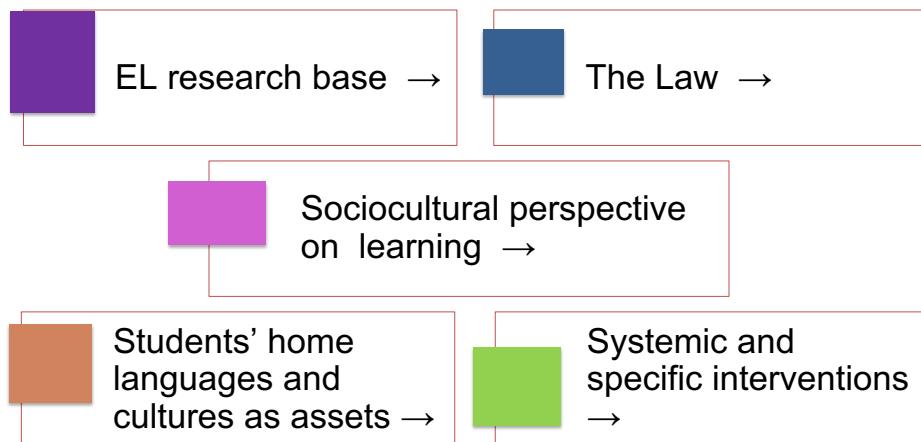 EL research base →
The Law →
Sociocultural perspective
on learning →
Students’ home
languages and
cultures as assets →
Systemic and
specific interventions
→